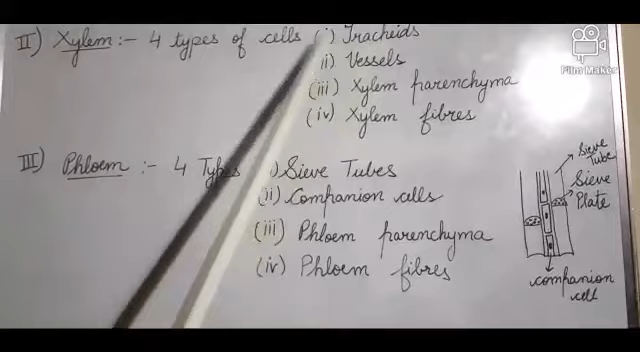 II) Xylem :- 4 types of cells (i) Tracheids
ii) Vessels
(iii) Xylem parenchyma
(iv) Xylem fibres
III) Phloem :- 4 Types i) Sieve Tubes
(ii) Companion cells
(iii) Phloem parenchyma
(iv) Phloem fibres
Sieve
Tube
Sieve
Plate
companion
cell
Film Maker